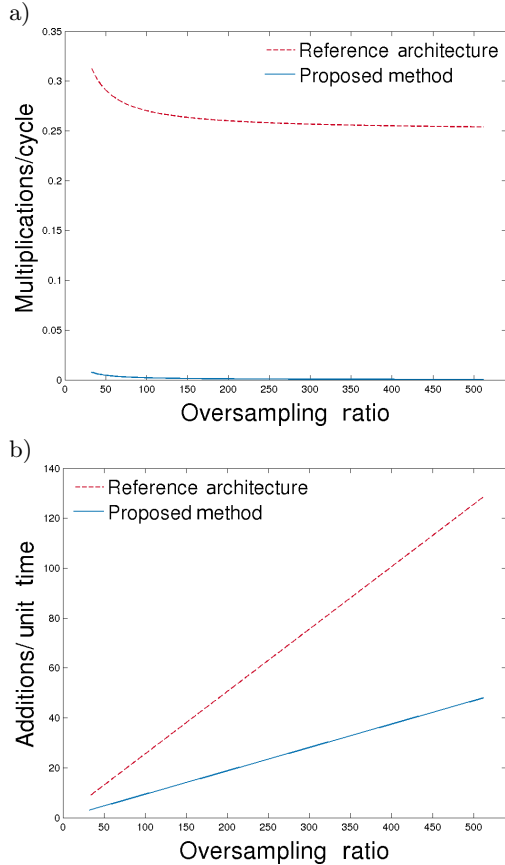 a)
0.35
Reference architecture
Proposed method
0.3
0.25
0.2
0.15
0.1
0.05
0
Multiplications/cycle
0 50 100 150 200 250 300 350 400 450 500
Oversampling ratio
b)
140
Reference architecture
Proposed method
120
100
80
60
40
20
0
Additions/unit time
0 50 100 150 200 250 300 350 400 450 500
Oversampling ratio